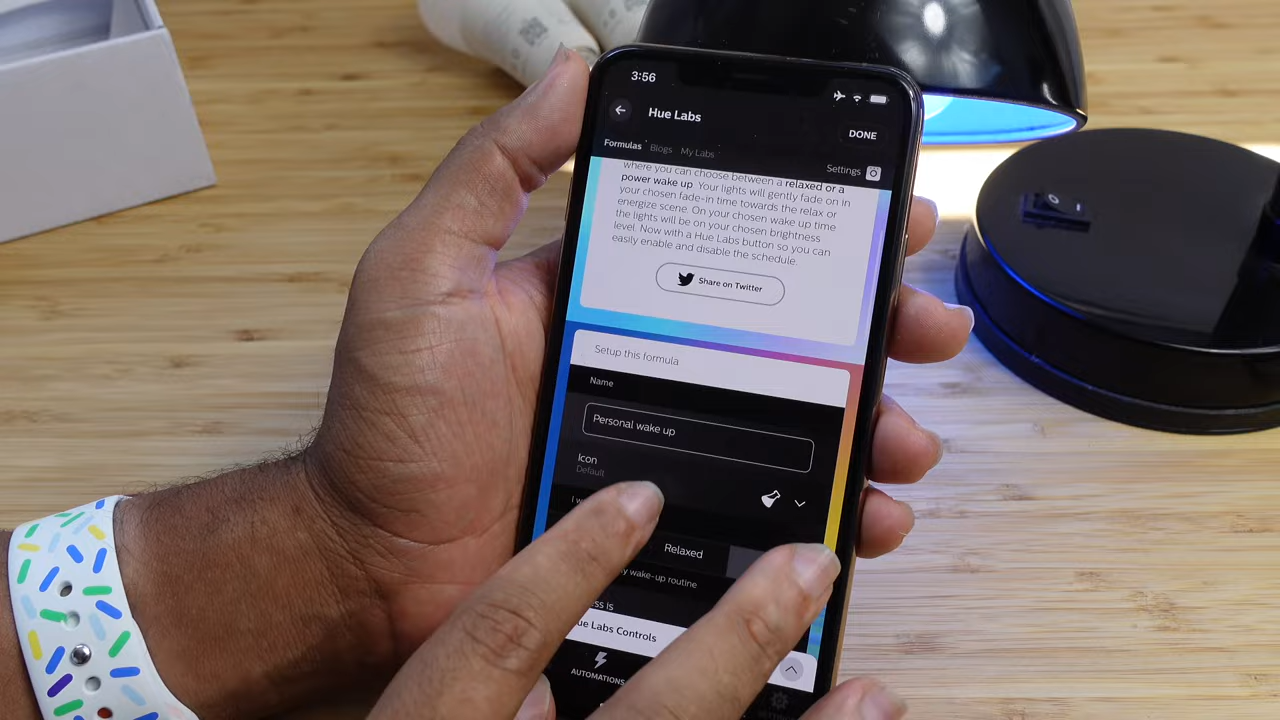 3:56
Hue Labs
DONE
Formulas Blogs My Labs
Settings
where you can choose between a relaxed or a
power wake up. Your lights will gently fade on in
your chosen fade-in time towards the relax or
energize scene. On your chosen wake up time
the lights will be on your chosen brightness
level. Now with a Hue Labs button so you can
easily enable and disable the schedule.
Share on Twitter
Setup this formula
Name
Personal wake up
Icon
Default
Relaxed
wake-up routine
is
Labs Controls
AUTOMATIONS